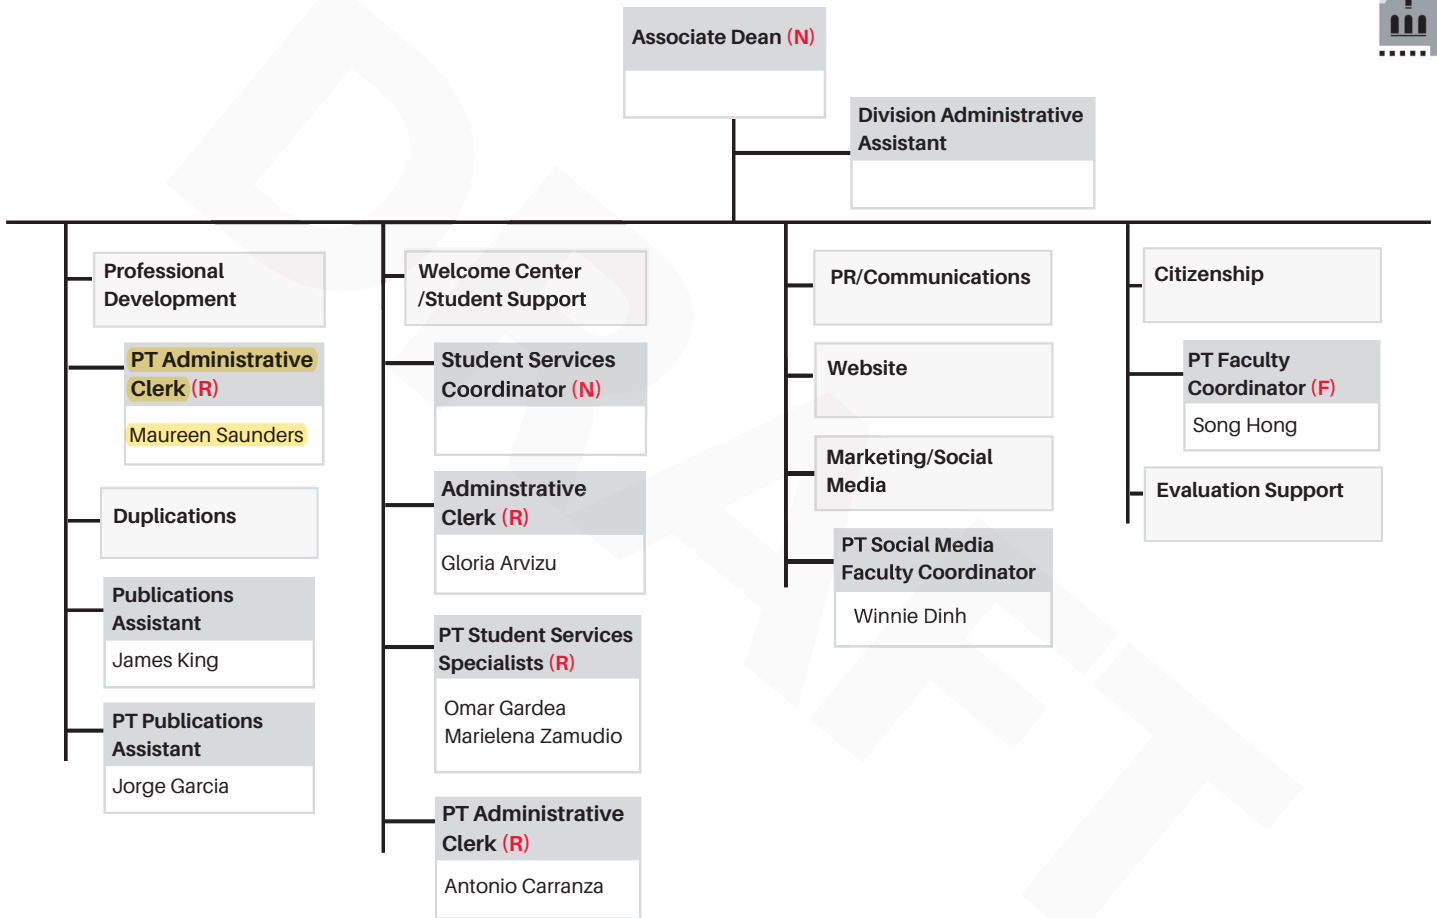 Associate Dean (N)
Division Administrative
Assistant
Professional
Development
PT Administrative
Clerk (R)
Maureen Saunders
Duplications
Publications
Assistant
James King
PT Publications
Assistant
Jorge Garcia
Welcome Center
/Student Support
Student Services
Coordinator (N)
Adminstrative
Clerk (R)
Gloria Arvizu
PT Student Services
Specialists (R)
Omar Gardea
Marielena Zamudio
PT Administrative
Clerk (R)
Antonio Carranza
PR/Communications
Website
Marketing/Social
Media
PT Social Media
Faculty Coordinator
Winnie Dinh
Citizenship
PT Faculty
Coordinator (F)
Song Hong
Evaluation Support
DRAFT